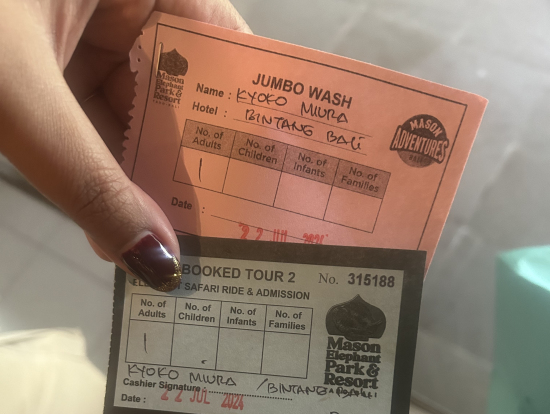 Mason
Elephant
Park &
Resort
JUMBO WASH
Name : KYOKO MIURA
Hotel : BINTANG BALI
MASON
ADVENTURES
No. of Adults No. of Children No. of Infants No. of Families
1
Date : 22 JUL 2024
BOOKED TOUR 2 No. 315188
SAFARI RIDE & ADMISSION
No. of Adults No. of Children No. of Infants No. of Families
1
Mason
Elephant
Park &
Resort
KYOKO MIURA / BINTANG
Cashier Signature
Date : 22 JUL 2024